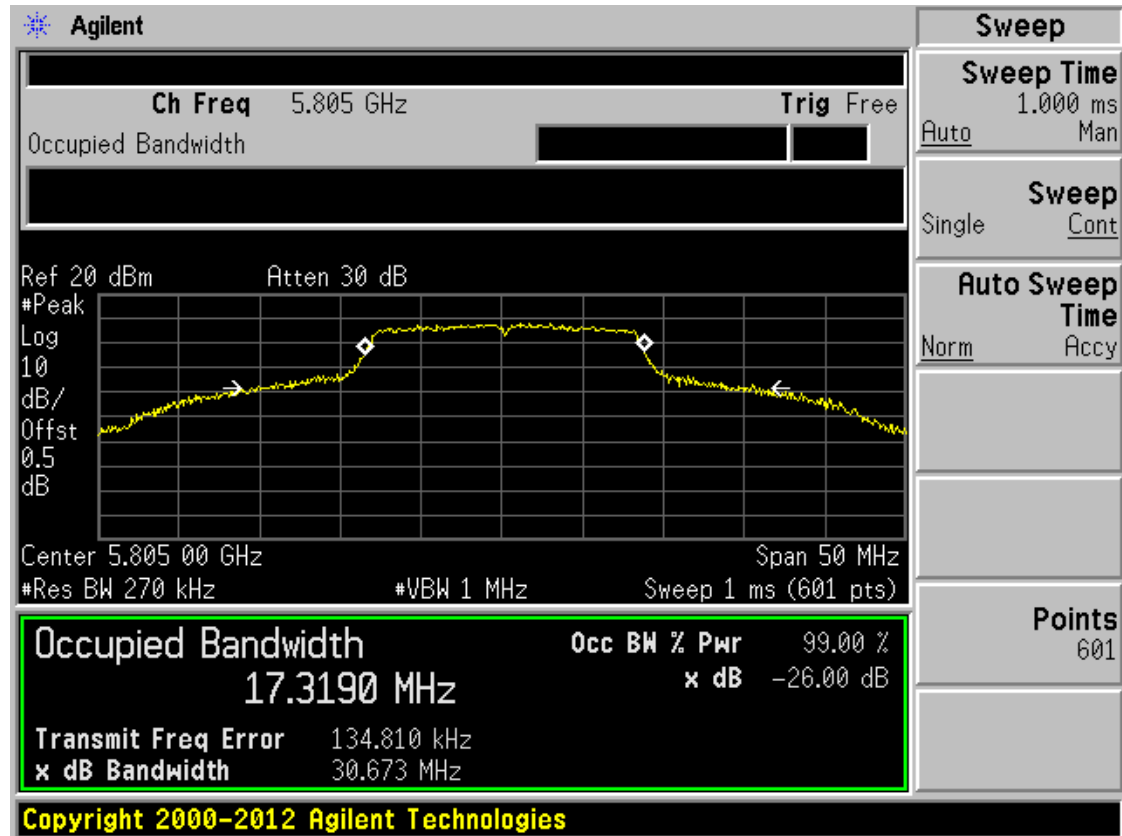 Agilent
Ch Freq 5.805 GHz Trig Free
Occupied Bandwidth
Ref 20 dBm Atten 30 dB
#Peak
Log
10
dB/
Offst
0.5
dB
Center 5.805 00 GHz Span 50 MHz
#Res BW 270 kHz #VBW 1 MHz Sweep 1 ms (601 pts)
Occupied Bandwidth Occ BW % Pwr 99.00 %
17.3190 MHz x dB -26.00 dB
Transmit Freq Error 134.810 kHz
x dB Bandwidth 30.673 MHz
Copyright 2000-2012 Agilent Technologies
Sweep
Sweep Time
1.000 ms
Auto Man
Sweep
Single Cont
Auto Sweep
Time
Norm Accy
Points
601